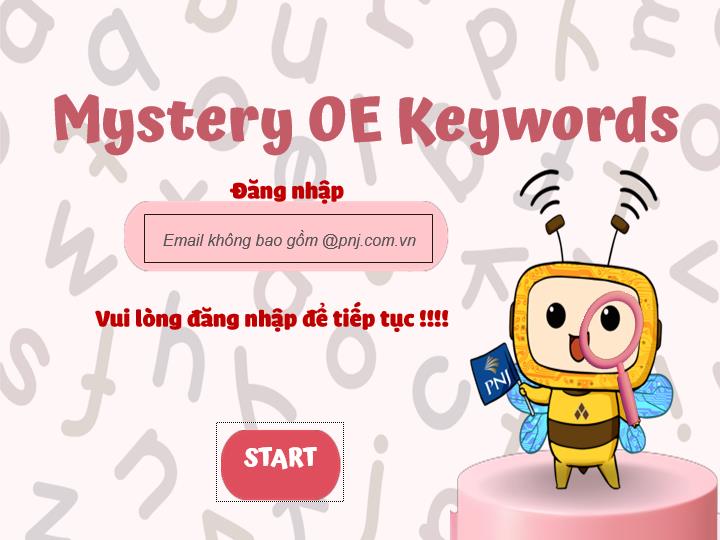 Mystery OE Keywords
Đăng nhập
Email không bao gồm @pnj.com.vn
Vui lòng đăng nhập để tiếp tục !!!!
PNJ
START